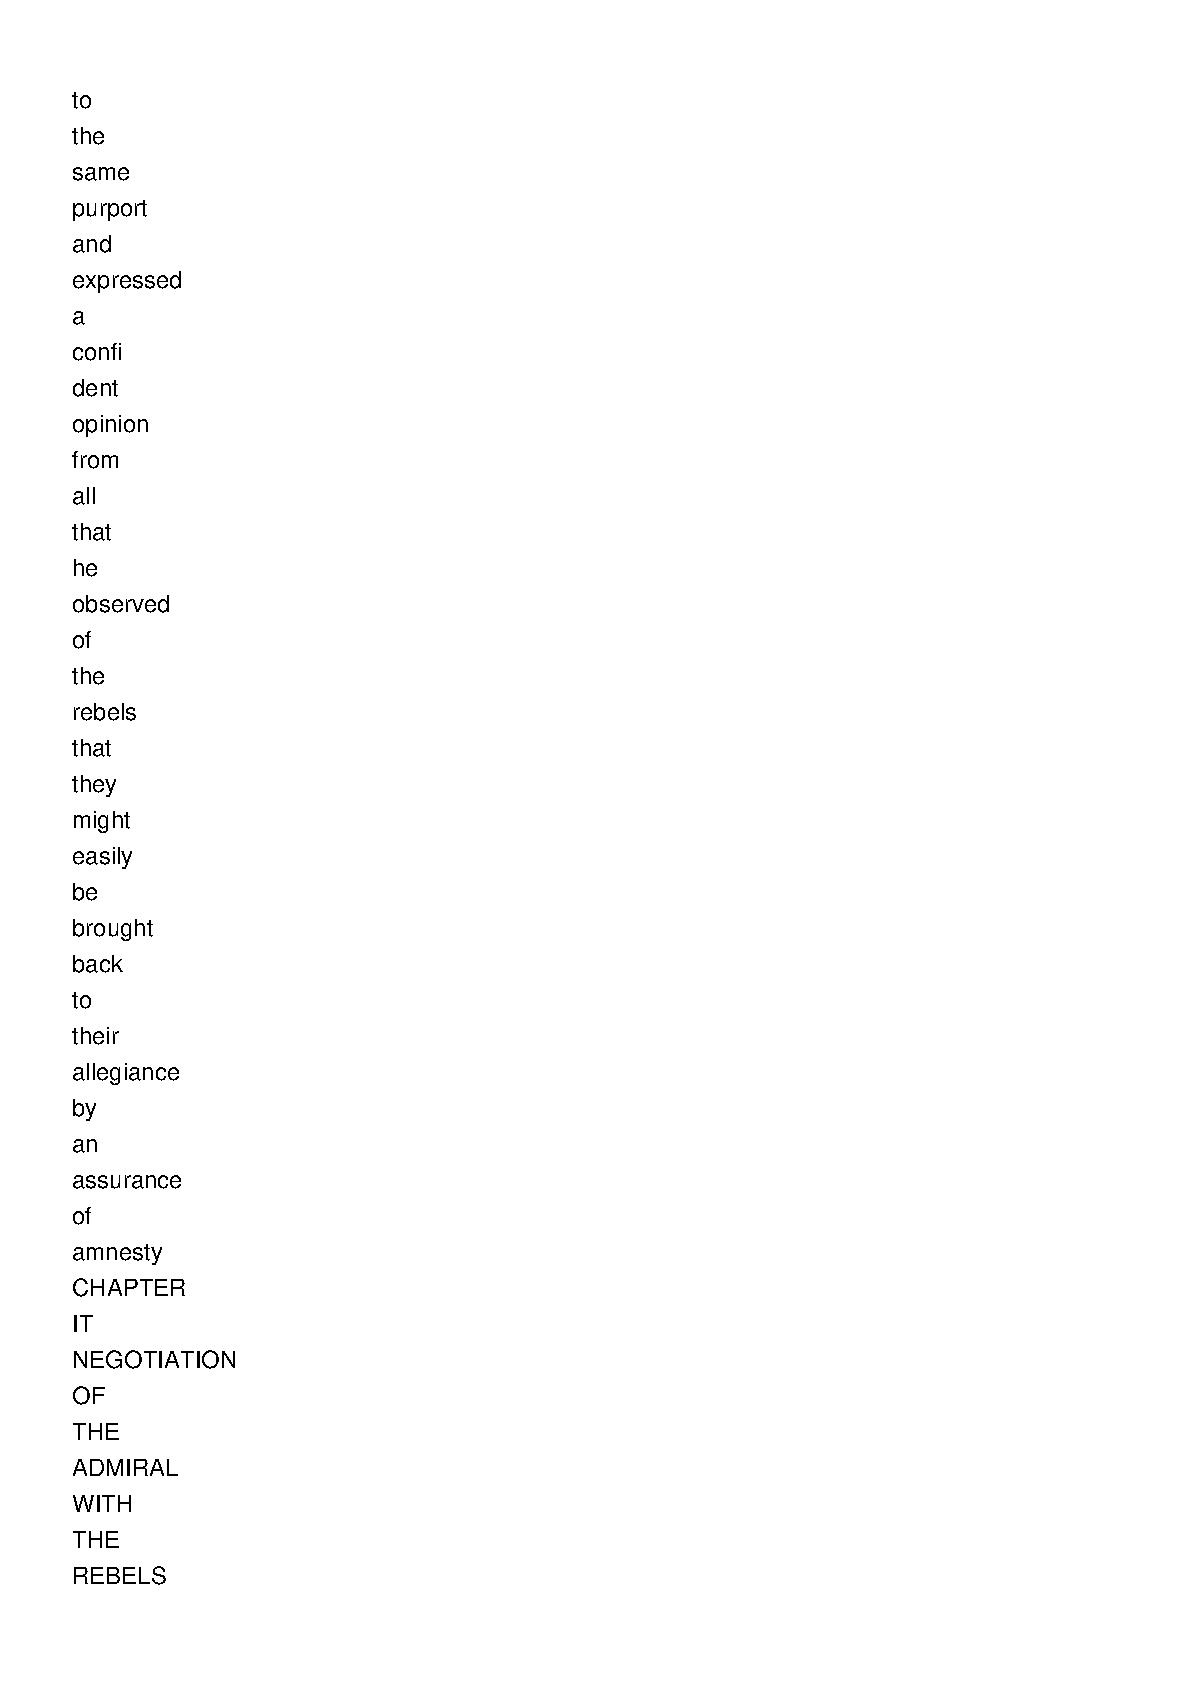 to
the
same
purport
and
expressed
a
confi
dent
opinion
from
all
that
he
observed
of
the
rebels
that
they
might
easily
be
brought
back
to
their
allegiance
by
an
assurance
of
amnesty
CHAPTER
IT
NEGOTIATION
OF
THE
ADMIRAL
WITH
THE
REBELS